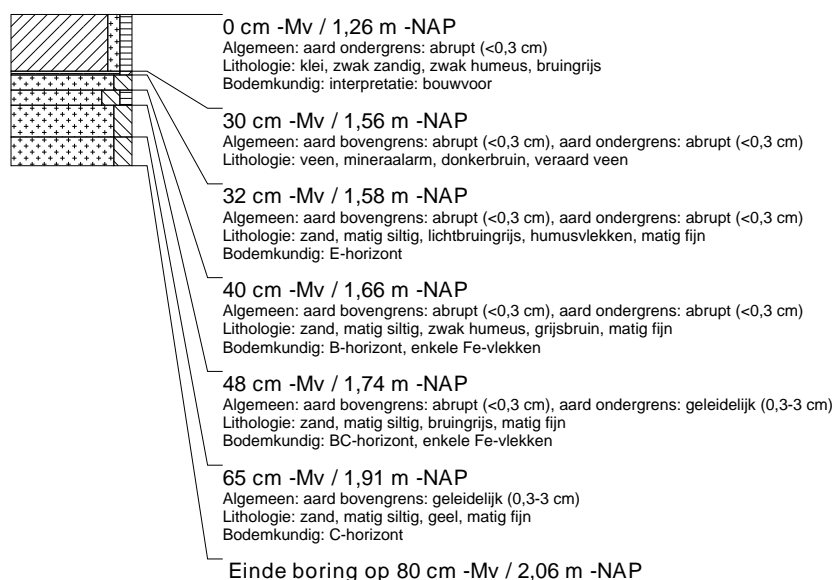 0 cm -Mv / 1,26 m -NAP
Algemeen: aard ondergrens: abrupt (<0,3 cm)
Lithologie: klei, zwak zandig, zwak humeus, bruingrijs
Bodemkundig: interpretatie: bouwvoor
30 cm -Mv / 1,56 m -NAP
Algemeen: aard bovengrens: abrupt (<0,3 cm), aard ondergrens: abrupt (<0,3 cm)
Lithologie: veen, mineraalarm, donkerbruin, veraard veen
32 cm -Mv / 1,58 m -NAP
Algemeen: aard bovengrens: abrupt (<0,3 cm), aard ondergrens: abrupt (<0,3 cm)
Lithologie: zand, matig siltig, lichtbruingrijs, humusvlekken, matig fijn
Bodemkundig: E-horizont
40 cm -Mv / 1,66 m -NAP
Algemeen: aard bovengrens: abrupt (<0,3 cm), aard ondergrens: abrupt (<0,3 cm)
Lithologie: zand, matig siltig, zwak humeus, grijsbruin, matig fijn
Bodemkundig: B-horizont, enkele Fe-vlekken
48 cm -Mv / 1,74 m -NAP
Algemeen: aard bovengrens: abrupt (<0,3 cm), aard ondergrens: geleidelijk (0,3-3 cm)
Lithologie: zand, matig siltig, bruingrijs, matig fijn
Bodemkundig: BC-horizont, enkele Fe-vlekken
65 cm -Mv / 1,91 m -NAP
Algemeen: aard bovengrens: geleidelijk (0,3-3 cm)
Lithologie: zand, matig siltig, geel, matig fijn
Bodemkundig: C-horizont
Einde boring op 80 cm -Mv / 2,06 m -NAP